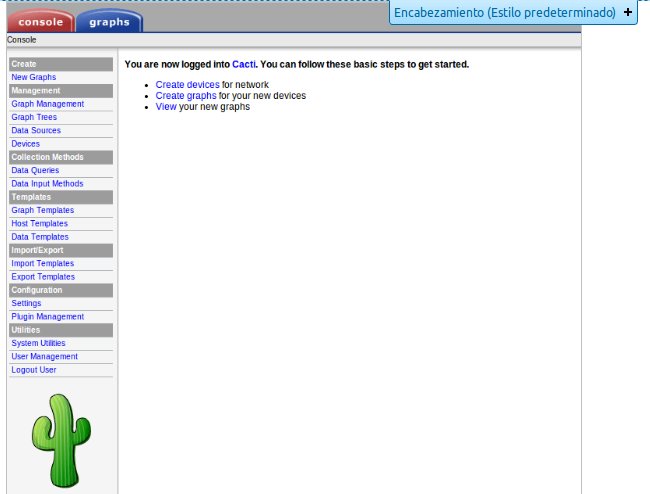 console graphs
Encabezamiento (Estilo predeterminado) +
Console
Create
New Graphs
Management
Graph Management
Graph Trees
Data Sources
Devices
Collection Methods
Data Queries
Data Input Methods
Templates
Graph Templates
Host Templates
Data Templates
Import/Export
Import Templates
Export Templates
Configuration
Settings
Plugin Management
Utilities
System Utilities
User Management
Logout User
You are now logged into Cacti. You can follow these basic steps to get started.
• Create devices for network
• Create graphs for your new devices
• View your new graphs